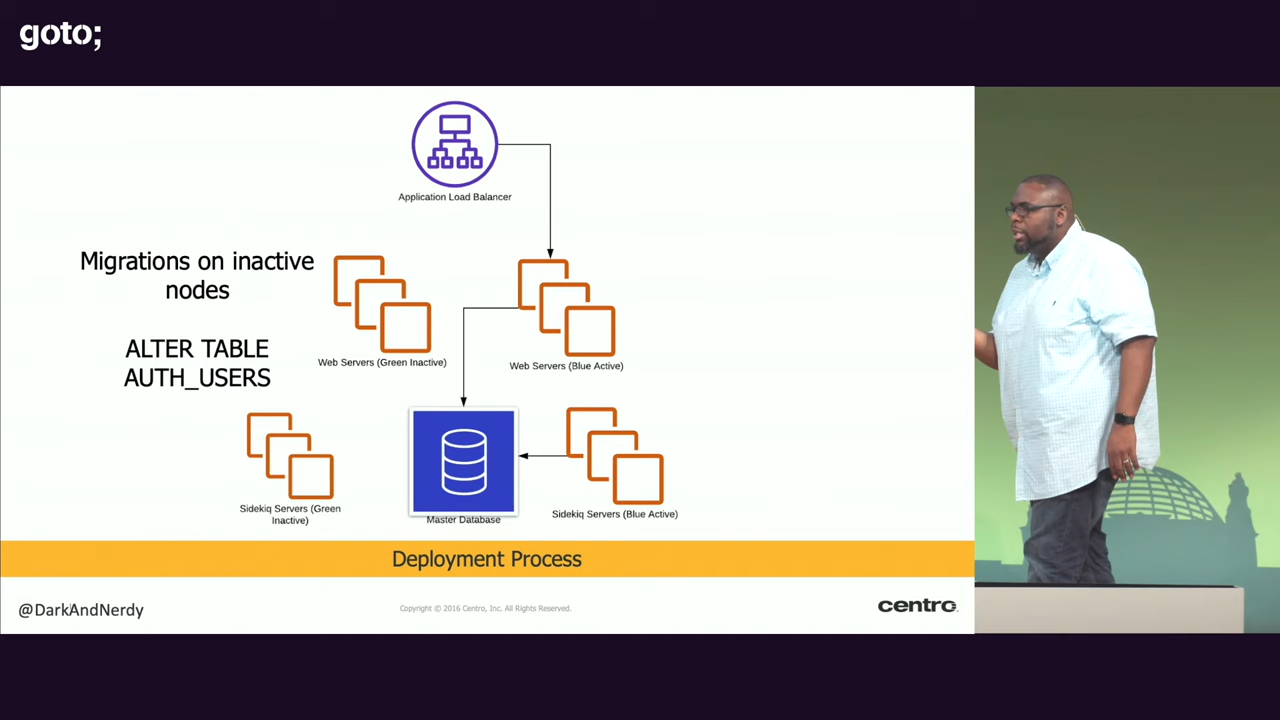 goto;
Application Load Balancer
Migrations on inactive
nodes
ALTER TABLE
AUTH_USERS
Web Servers (Green Inactive)
Web Servers (Blue Active)
Sidekiq Servers (Green
Inactive)
Master Database
Sidekiq Servers (Blue Active)
Deployment Process
@DarkAndNerdy
Copyright © 2016 Centro, Inc. All Rights Reserved.
centro